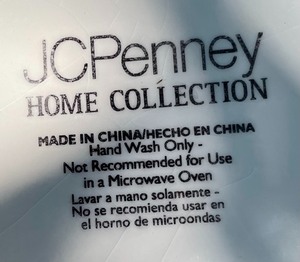 JCPenney
HOME COLLECTION
MADE IN CHINA/HECHO EN CHINA
Hand Wash Only -
Not Recommended for Use
in a Microwave Oven
Lavar a mano solamente -
No se recomienda usar en
el horno de microondas